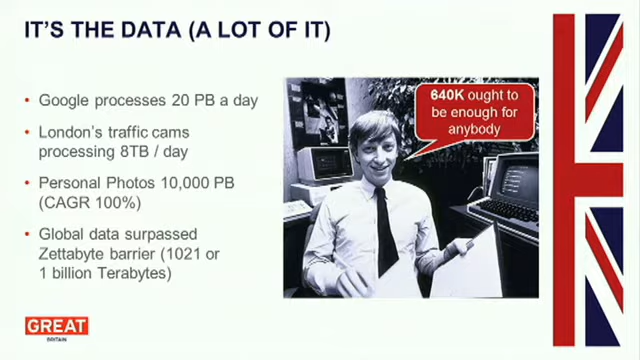 IT'S THE DATA (A LOT OF IT)
• Google processes 20 PB a day
• London's traffic cams
processing 8TB / day
• Personal Photos 10,000 PB
(CAGR 100%)
• Global data surpassed
Zettabyte barrier (1021 or
1 billion Terabytes)
640K ought to
be enough for
anybody
GREAT
BRITAIN